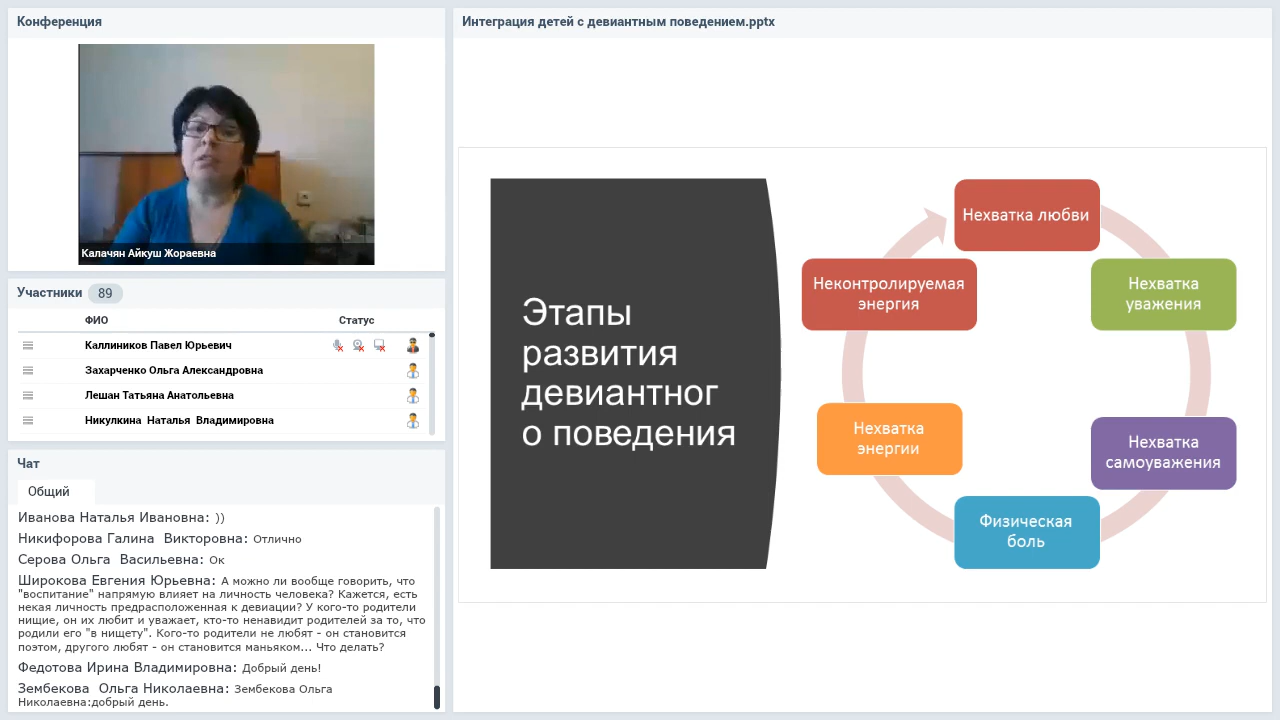 Конференция
Калачян Айкуш Жораевна
Участники 89
ФИО Статус
Каллиников Павел Юрьевич
Захарченко Ольга Александровна
Лешан Татьяна Анатольевна
Никулкина Наталья Владимировна
Чат
Общий
Иванова Наталья Ивановна: ))
Никифорова Галина Викторовна: Отлично
Серова Ольга Васильевна: Ок
Широкова Евгения Юрьевна: А можно ли вообще говорить, что
"воспитание" напрямую влияет на личность человека? Кажется, есть
некая личность предрасположенная к девиации? У кого-то родители
нищие, он их любит и уважает, кто-то ненавидит родителей за то, что
родили его "в нищету". Кого-то родители не любят - он становится
поэтом, другого любят - он становится маньяком... Что делать?
Федотова Ирина Владимировна: Добрый день!
Зембекова Ольга Николаевна: Зембекова Ольга
Николаевна:добрый день.
Интеграция детей с девиантным поведением.pptx
Этапы
развития
девиантног
о поведения
Нехватка любви
Нехватка
уважения
Нехватка
самоуважения
Физическая
боль
Нехватка
энергии
Неконтролируемая
энергия